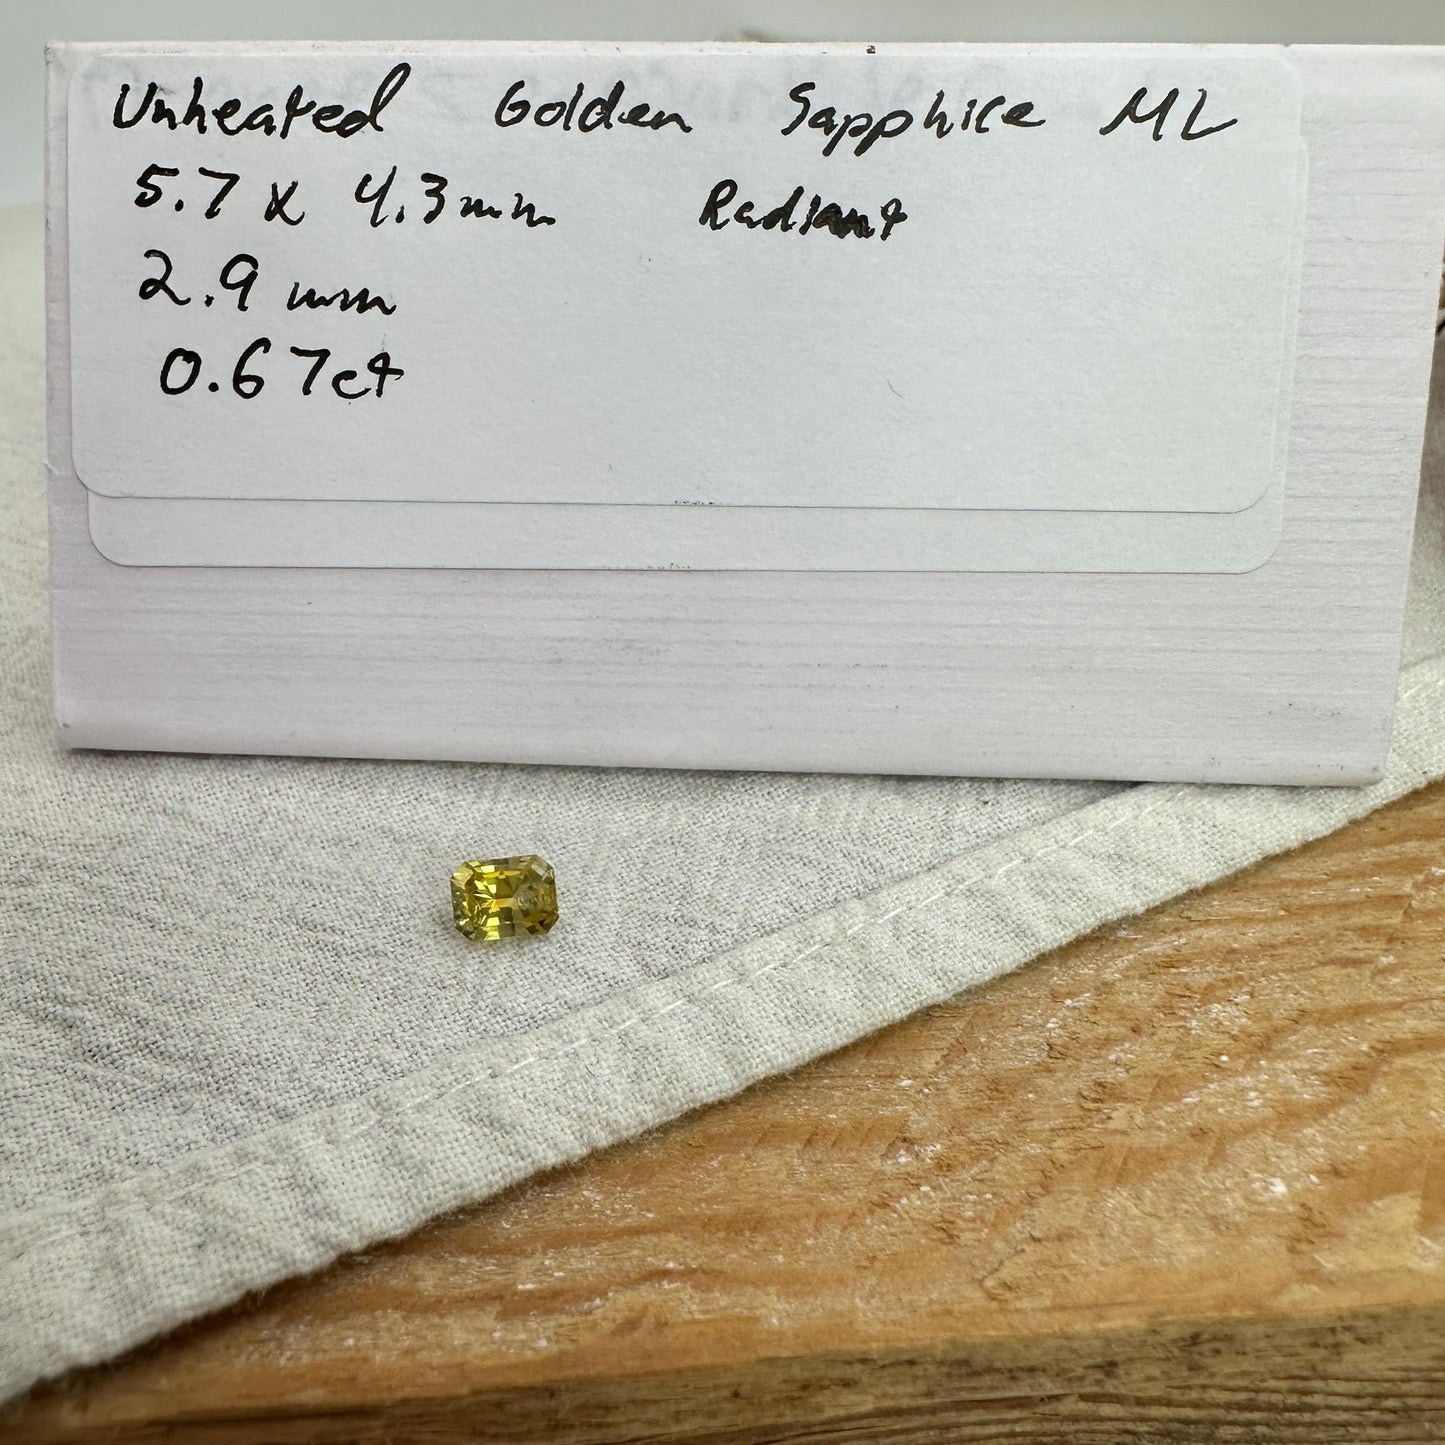 Unheated Golden Sapphire ML
5.7 x 4.3mm Radiant
2.9 mm
0.67ct